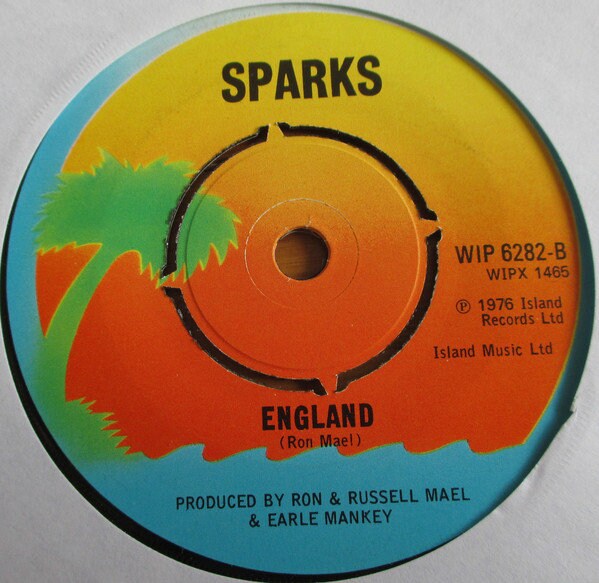 SPARKS
WIP 6282-B
WIPX 1465
℗ 1976 Island
Records Ltd
Island Music Ltd
ENGLAND
(Ron Mael)
PRODUCED BY RON & RUSSELL MAEL
& EARLE MANKEY